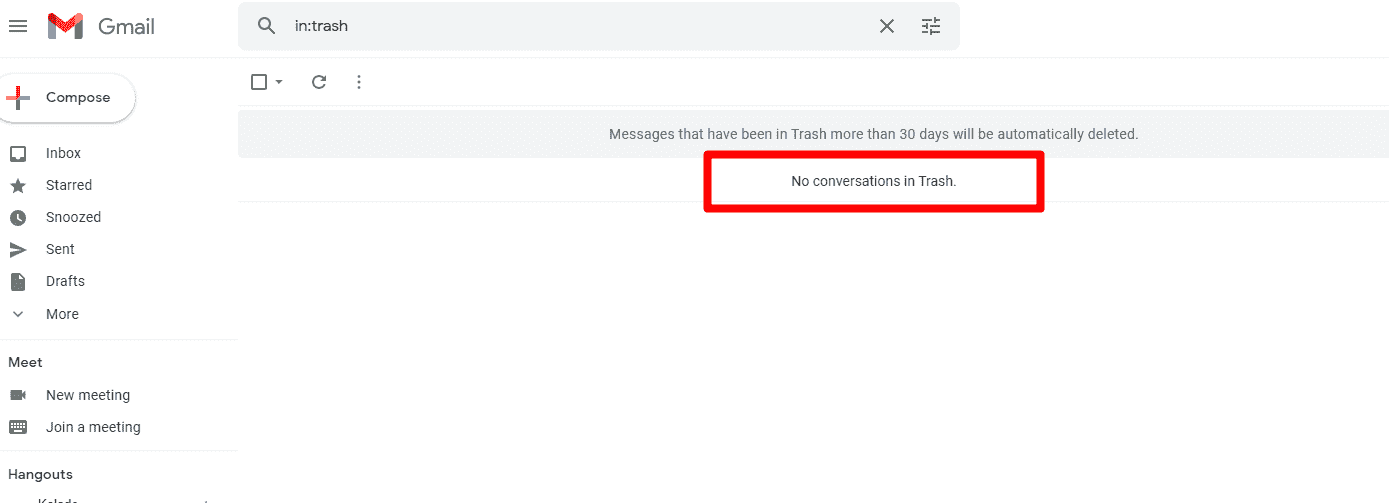 Gmail
in:trash
Compose
Messages that have been in Trash more than 30 days will be automatically deleted.
No conversations in Trash.
Inbox
Starred
Snoozed
Sent
Drafts
More
Meet
New meeting
Join a meeting
Hangouts